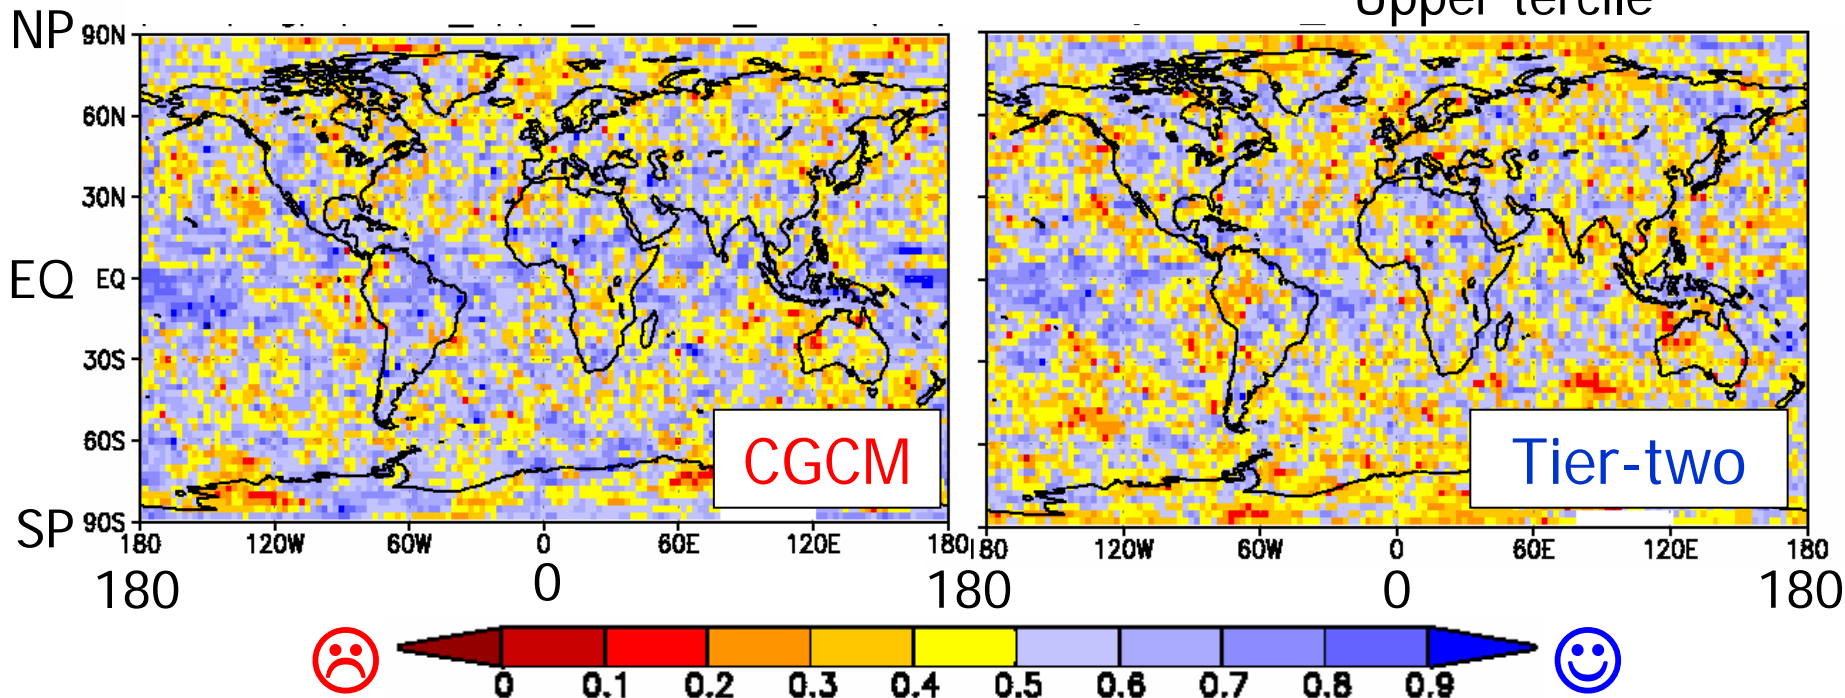 Upper tercile
NP 90N
60N
30N
EQ EQ
30S
60S
SP 90S
CGCM
Tier-two
180 120W 60W 0 60E 120E 180
180 120W 60W 0 60E 120E 180
180 0 180 0 180
0 0.1 0.2 0.3 0.4 0.5 0.6 0.7 0.8 0.9